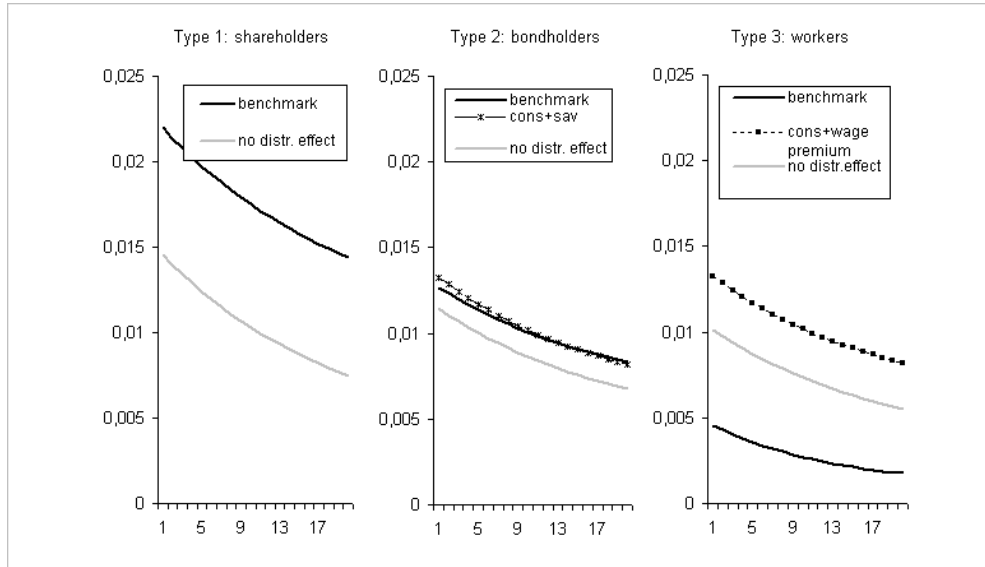 Type 1: shareholders
0,025
0,02
0,015
0,01
0,005
0
1 5 9 13 17
benchmark
no distr. effect
Type 2: bondholders
0,025
0,02
0,015
0,01
0,005
0
1 5 9 13 17
benchmark
cons+sav
no distr. effect
Type 3: workers
0,025
0,02
0,015
0,01
0,005
0
1 5 9 13 17
benchmark
cons+wage
premium
no distr.effect